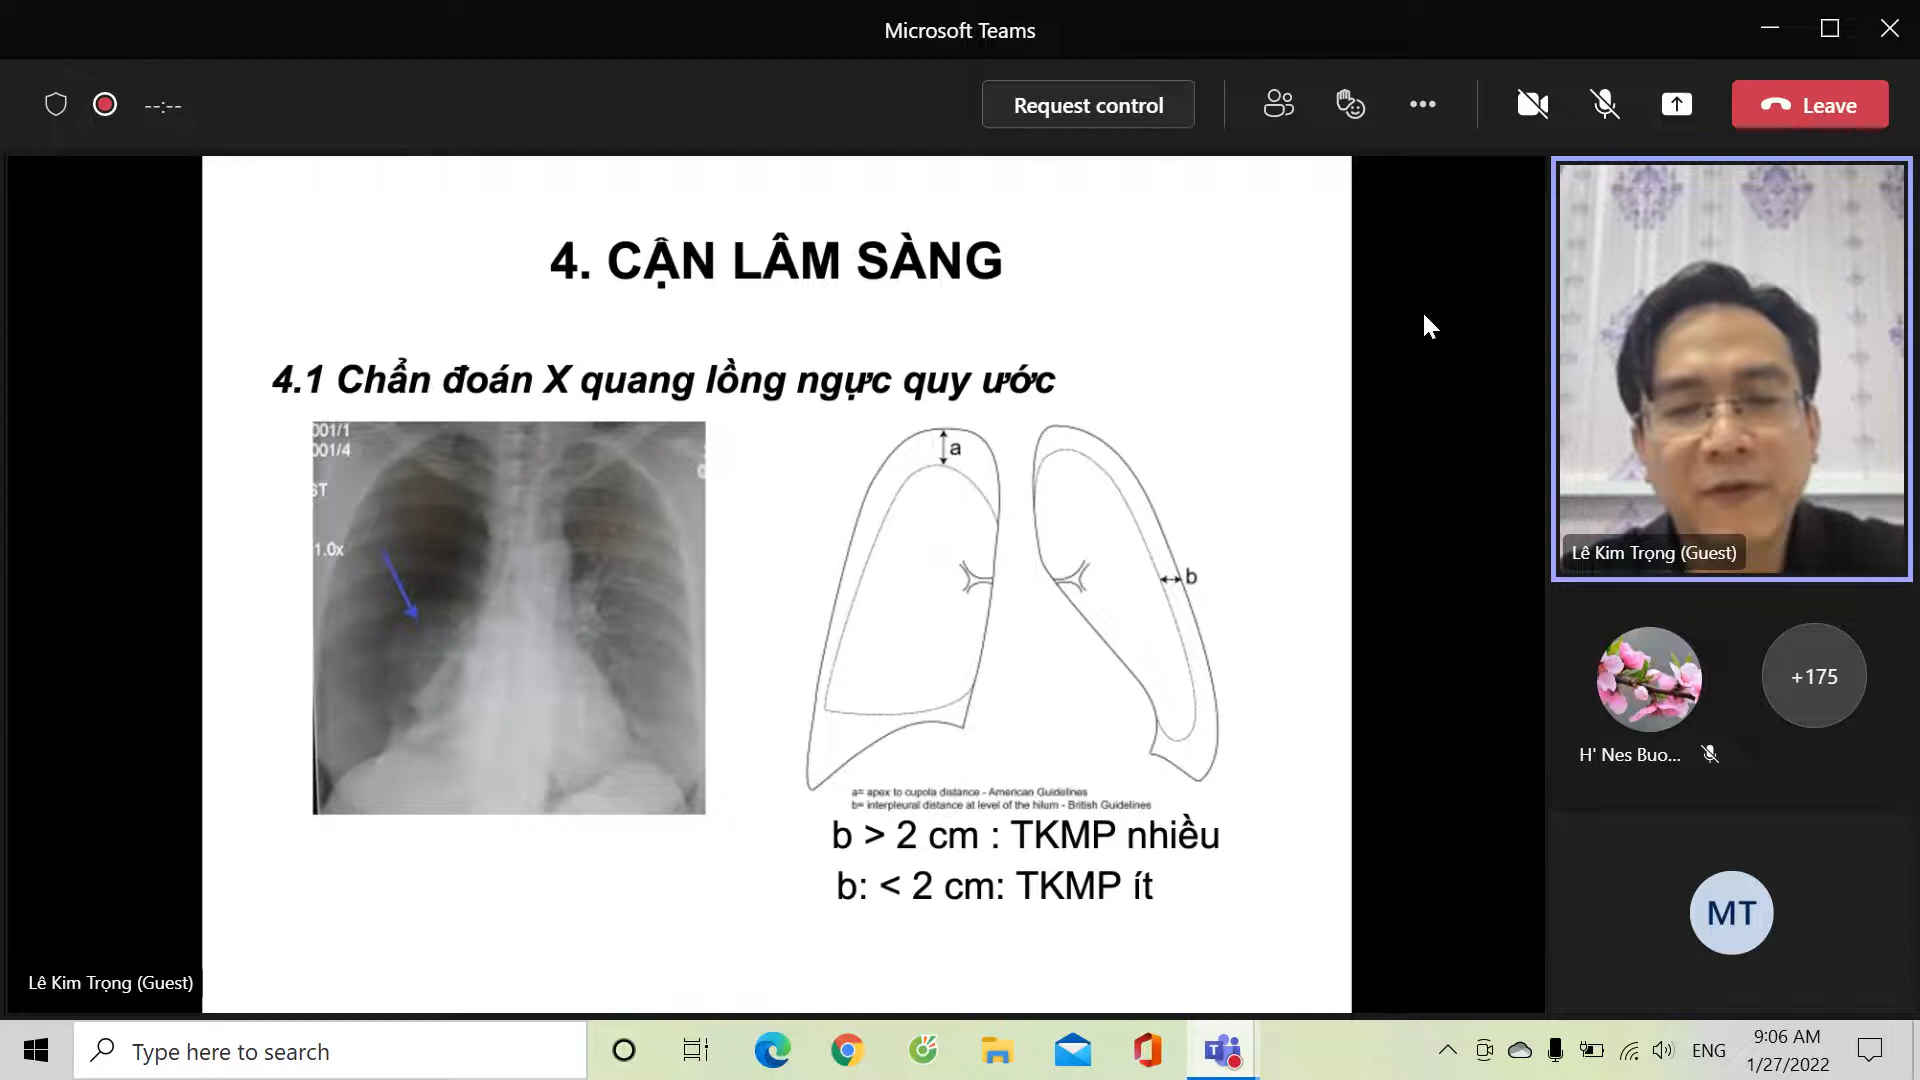 Microsoft Teams
--:--
Request control
Leave
4. CẬN LÂM SÀNG
4.1 Chẩn đoán X quang lồng ngực quy ước
001/1
001/4
ST
1.0x
a
b
a= apex to cupola distance - American Guidelines
b= interpleural distance at level of the hilum - British Guidelines
b > 2 cm : TKMP nhiều
b: < 2 cm: TKMP ít
Lê Kim Trọng (Guest)
Lê Kim Trọng (Guest)
+175
H' Nes Buo...
MT
Type here to search
ENG
9:06 AM
1/27/2022